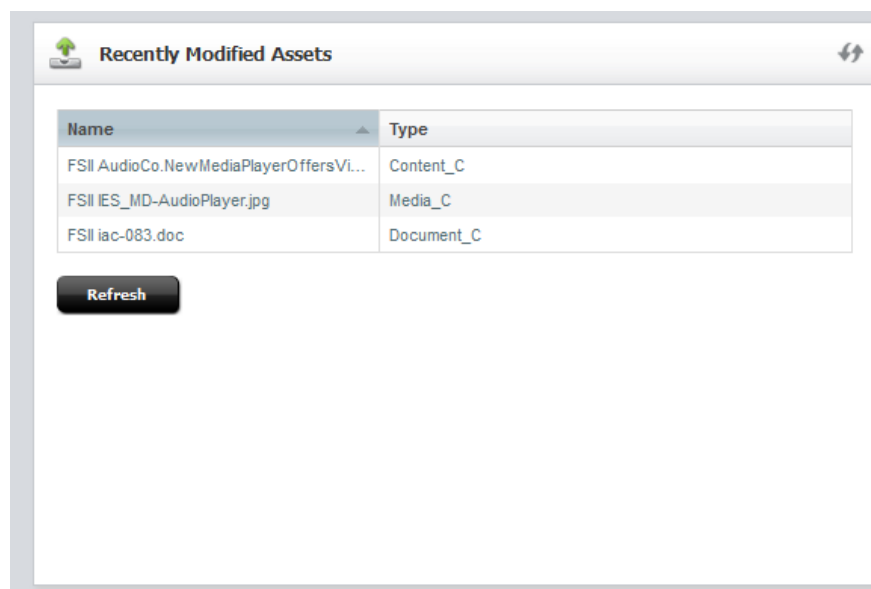 Recently Modified Assets
Name Type
FSII AudioCo.NewMediaPlayerOffersVi... Content_C
FSII IES_MD-AudioPlayer.jpg Media_C
FSII iac-083.doc Document_C
Refresh